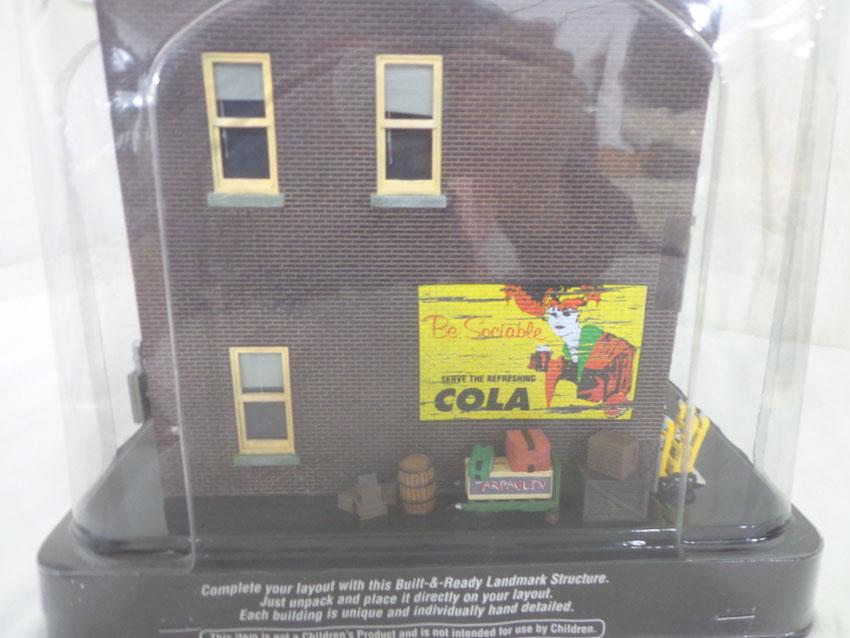 Be Sociable
...SERVE THE REFRESHING
COLA
TARPAULIN
Complete your layout with this Built-&-Ready Landmark Structure.
Just unpack and place it directly on your layout.
Each building is unique and individually hand detailed.
This item is not a Children's Product and is not intended for use by Children.